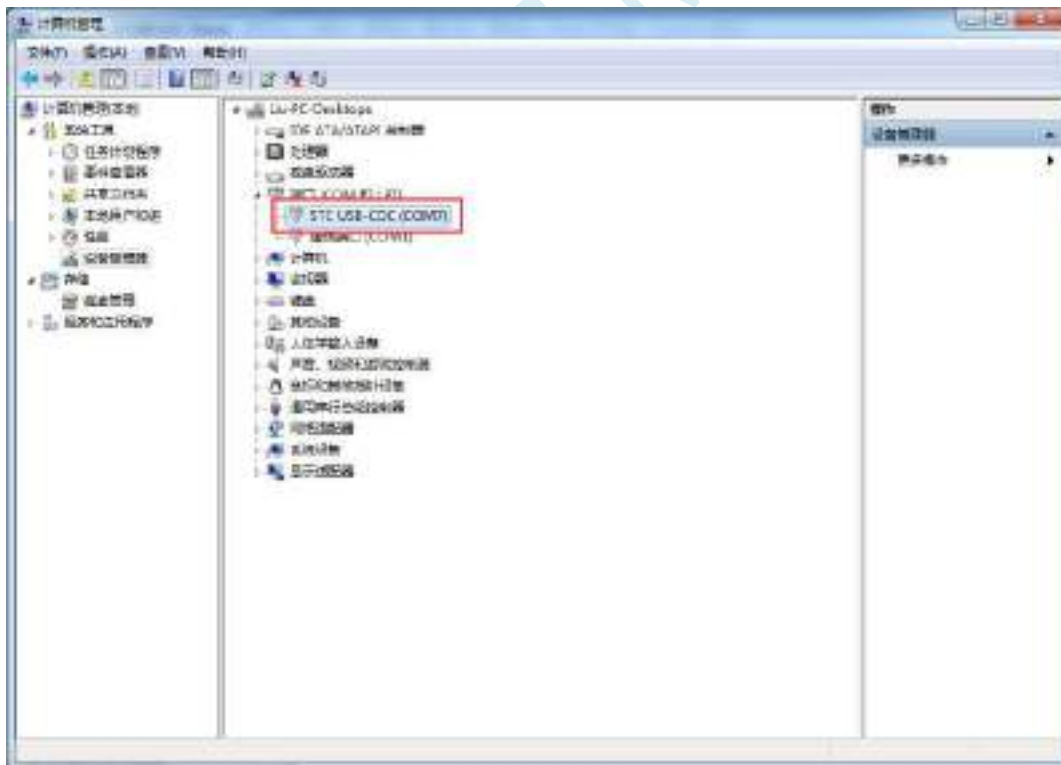 计算机管理
文件(F) 操作(A) 查看(V) 帮助(H)
计算机管理(本地)
系统工具
任务计划程序
事件查看器
共享文件夹
本地用户和组
性能
设备管理器
存储
磁盘管理
服务和应用程序
Liu-PC-Desktops
IDE ATA/ATAPI 控制器
处理器
磁盘驱动器
端口 (COM 和 LPT)
STC USB-CDC (COM7)
计算机
监视器
键盘
其他设备
人体学输入设备
声音、视频和游戏控制器
鼠标和其他指针设备
通用串行总线控制器
网络适配器
系统设备
显示适配器
操作
设备管理器
更多操作